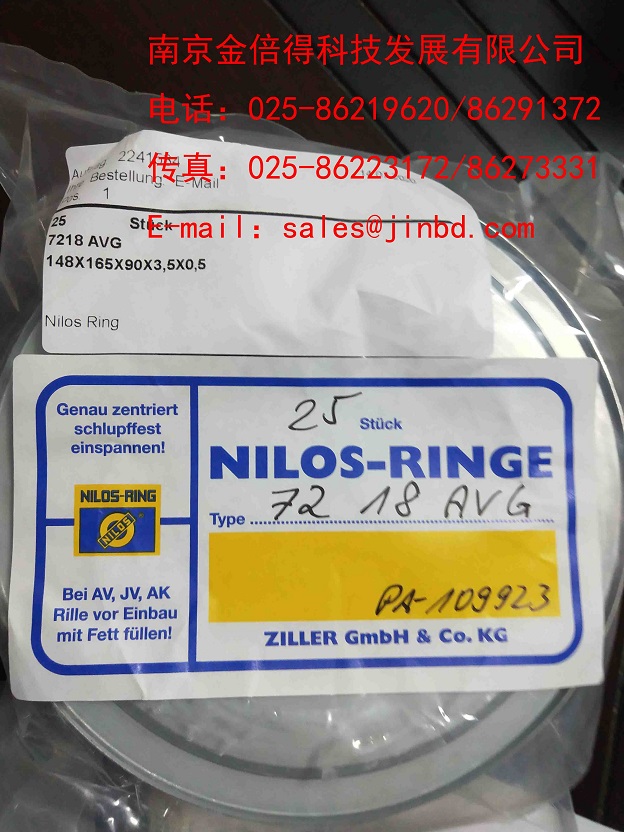 南京金倍得科技发展有限公司
电话：025-86219620/86291372
传真：025-86223172/86273331
E-mail：sales@jinbd.com
Bestellung E-Mail
1
25 Stück
7218 AVG
148X165X90X3,5X0,5
Nilos Ring
Genau zentriert
schlupffest
einspannen!
NILOS-RING
NILOS
Bei AV, JV, AK
Rille vor Einbau
mit Fett füllen!
25 Stück
NILOS-RINGE
Type 72 18 AVG
PA-109923
ZILLER GmbH & Co. KG